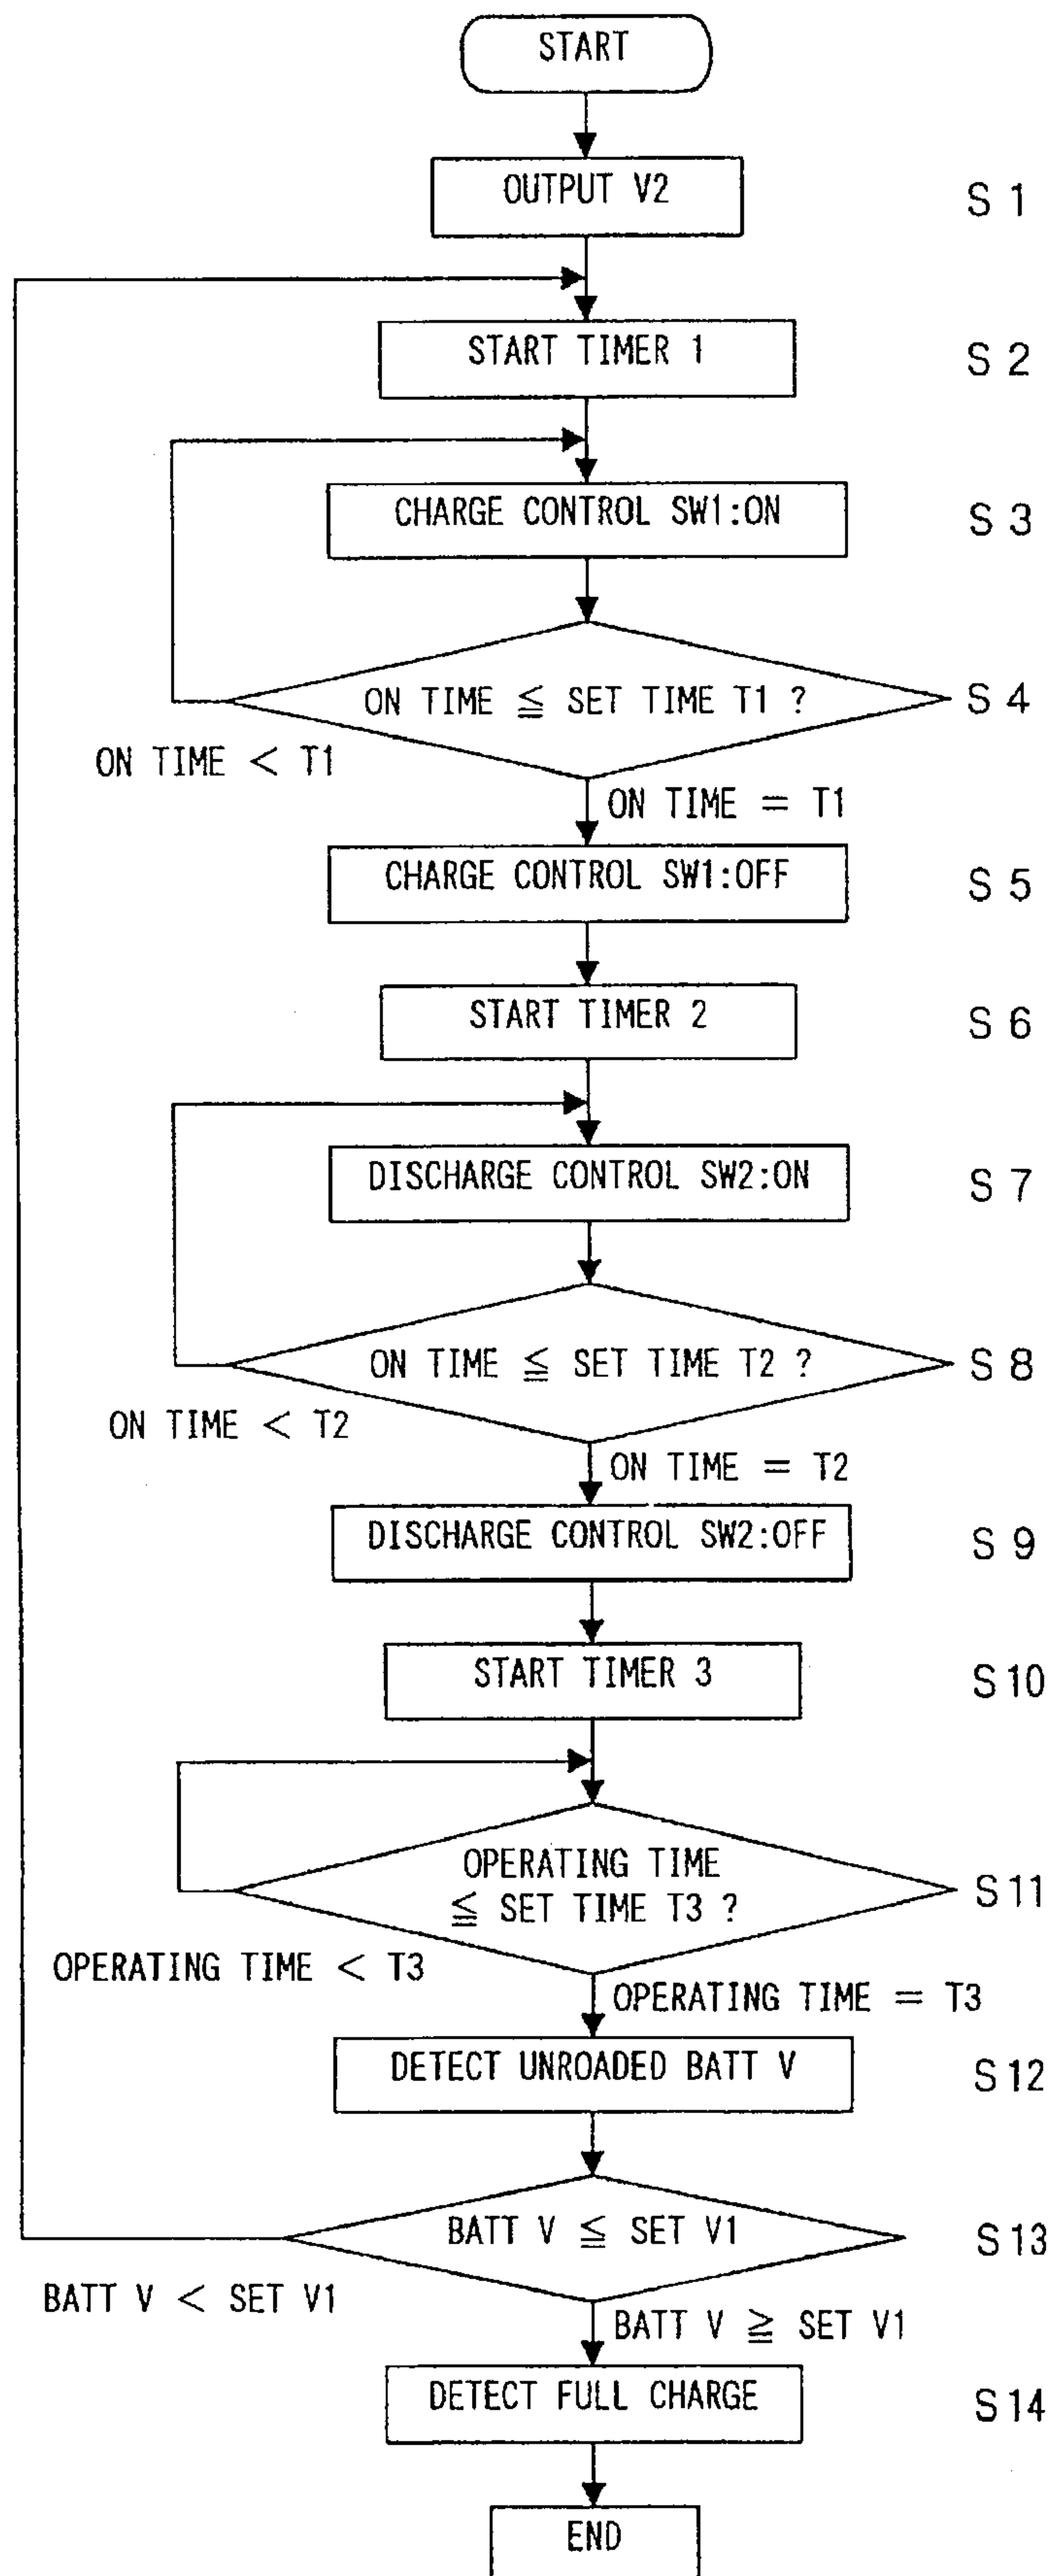 START
OUTPUT V2
S 1
START TIMER 1
S 2
CHARGE CONTROL SW1:ON
S 3
ON TIME ≦ SET TIME T1 ?
S 4
ON TIME < T1
ON TIME = T1
CHARGE CONTROL SW1:OFF
S 5
START TIMER 2
S 6
DISCHARGE CONTROL SW2:ON
S 7
ON TIME ≦ SET TIME T2 ?
S 8
ON TIME < T2
ON TIME = T2
DISCHARGE CONTROL SW2:OFF
S 9
START TIMER 3
S 10
OPERATING TIME
≦ SET TIME T3 ?
S 11
OPERATING TIME < T3
OPERATING TIME = T3
DETECT UNROADED BATT V
S 12
BATT V ≦ SET V1
S 13
BATT V < SET V1
BATT V ≧ SET V1
DETECT FULL CHARGE
S 14
END